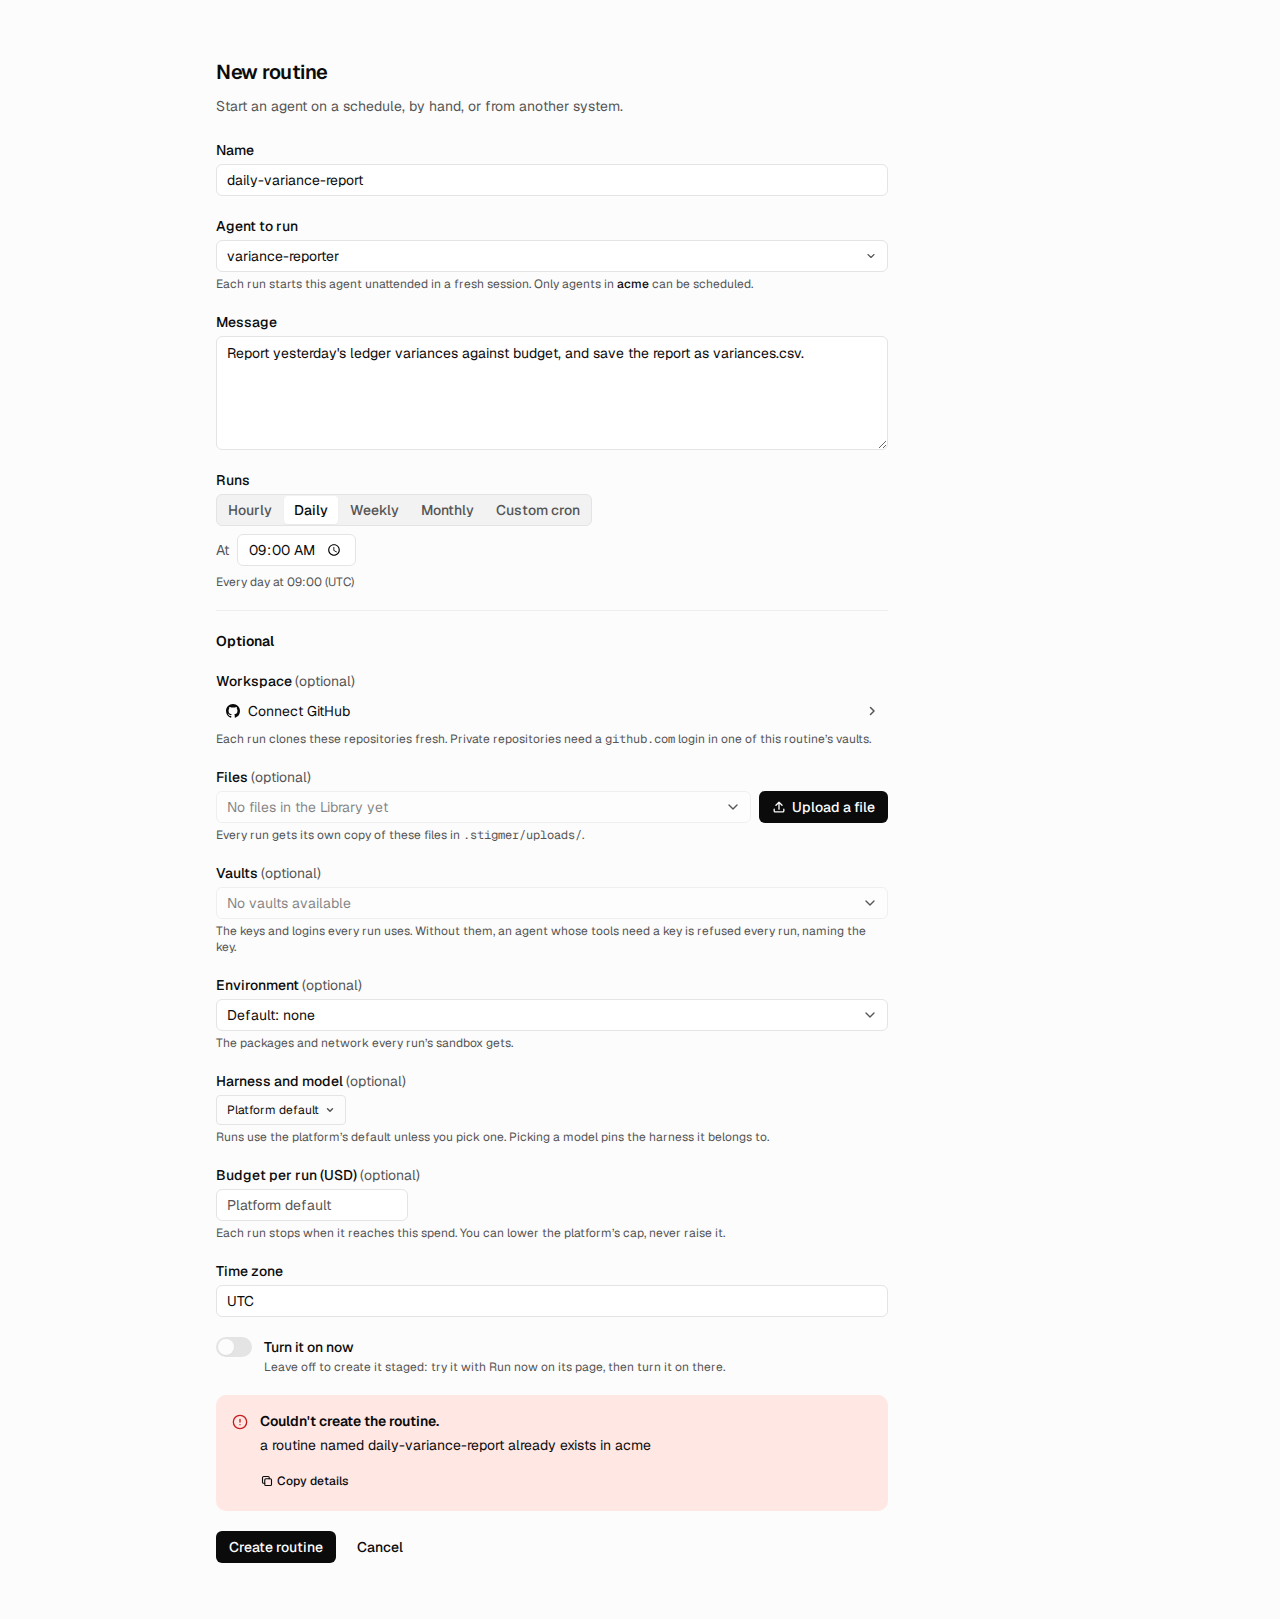 New routine
Start an agent on a schedule, by hand, or from another system.
Name
daily-variance-report
Agent to run
variance-reporter
Each run starts this agent unattended in a fresh session. Only agents in acme can be scheduled.
Message
Report yesterday's ledger variances against budget, and save the report as variances.csv.
Runs
Hourly Daily Weekly Monthly Custom cron
At 09:00 AM
Every day at 09:00 (UTC)
Optional
Workspace (optional)
Connect GitHub
Each run clones these repositories fresh. Private repositories need a github.com login in one of this routine's vaults.
Files (optional)
No files in the Library yet Upload a file
Every run gets its own copy of these files in .stigmer/uploads/.
Vaults (optional)
No vaults available
The keys and logins every run uses. Without them, an agent whose tools need a key is refused every run, naming the
key.
Environment (optional)
Default: none
The packages and network every run's sandbox gets.
Harness and model (optional)
Platform default
Runs use the platform's default unless you pick one. Picking a model pins the harness it belongs to.
Budget per run (USD) (optional)
Platform default
Each run stops when it reaches this spend. You can lower the platform's cap, never raise it.
Time zone
UTC
Turn it on now
Leave off to create it staged: try it with Run now on its page, then turn it on there.
Couldn't create the routine.
a routine named daily-variance-report already exists in acme
Copy details
Create routine Cancel